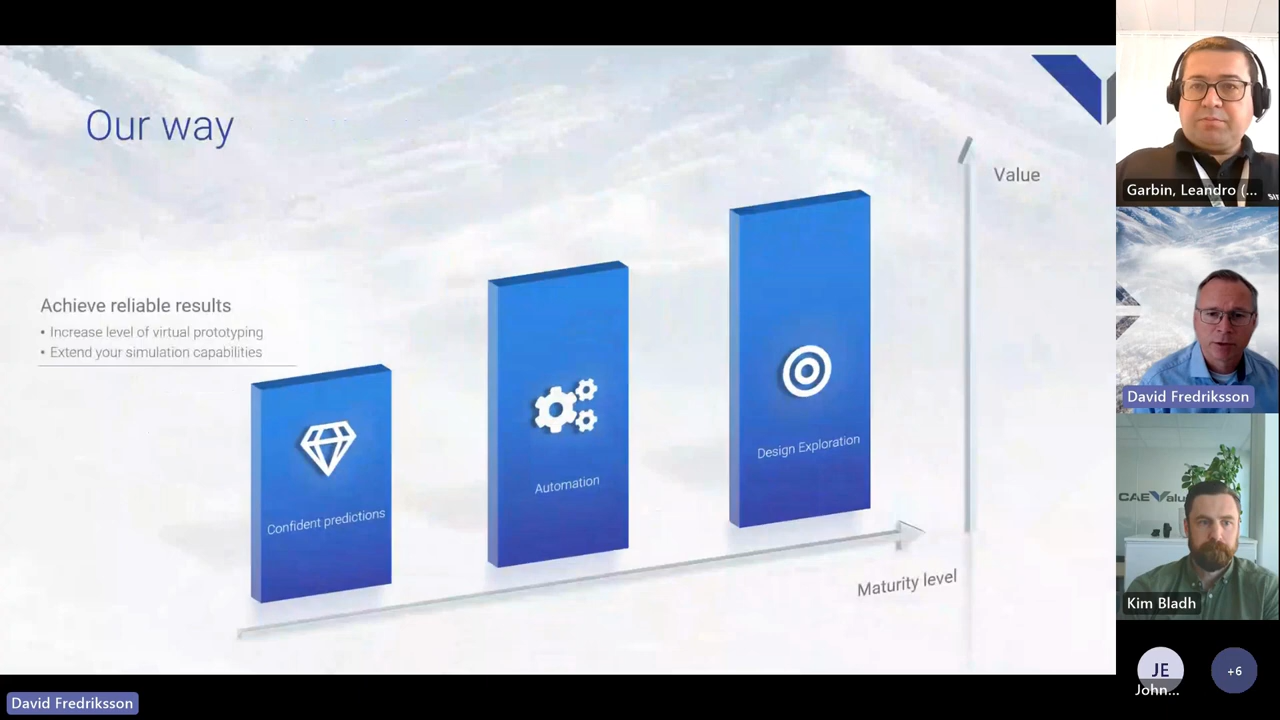 Our way
Value
Achieve reliable results
• Increase level of virtual prototyping
• Extend your simulation capabilities
Confident predictions
Automation
Design Exploration
Maturity level
Garbin, Leandro (...
David Fredriksson
CAEValu
Kim Bladh
JE
John...
+6
David Fredriksson